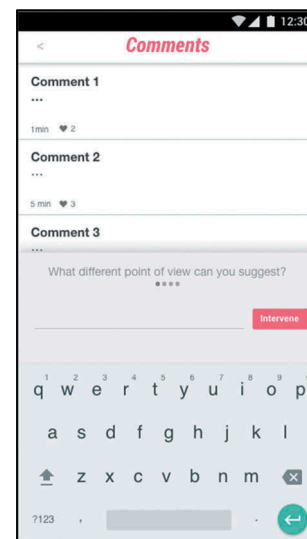 12:30
< Comments
Comment 1
...
1min 2
Comment 2
...
5 min 3
Comment 3
...
What different point of view can you suggest?
Intervene
1 2 3 4 5 6 7 8 9
q w e r t y u i o p
a s d f g h j k l
z x c v b n m
?123 , .